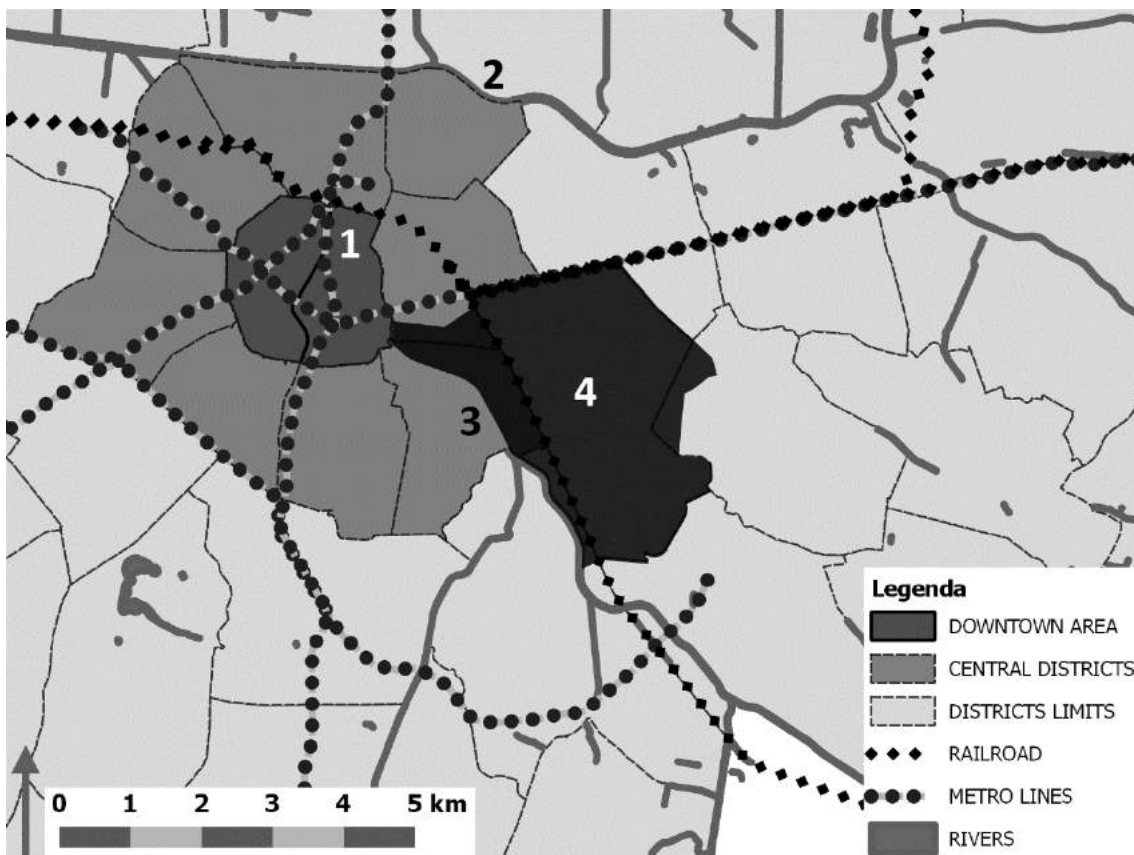 2
1
3
4
Legenda
DOWNTOWN AREA
CENTRAL DISTRICTS
DISTRICTS LIMITS
RAILROAD
METRO LINES
RIVERS
0 1 2 3 4 5 km